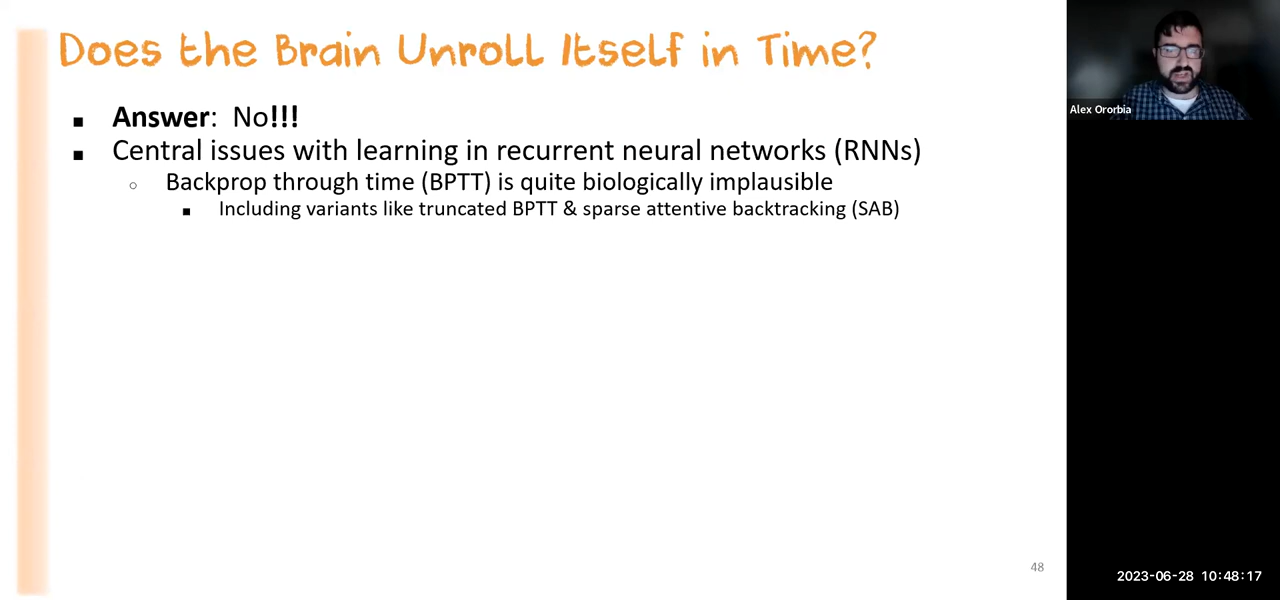 Does the Brain Unroll Itself in Time?
■ Answer: No!!!
■ Central issues with learning in recurrent neural networks (RNNs)
○ Backprop through time (BPTT) is quite biologically implausible
■ Including variants like truncated BPTT & sparse attentive backtracking (SAB)
48
Alex Ororbia
2023-06-28 10:48:17